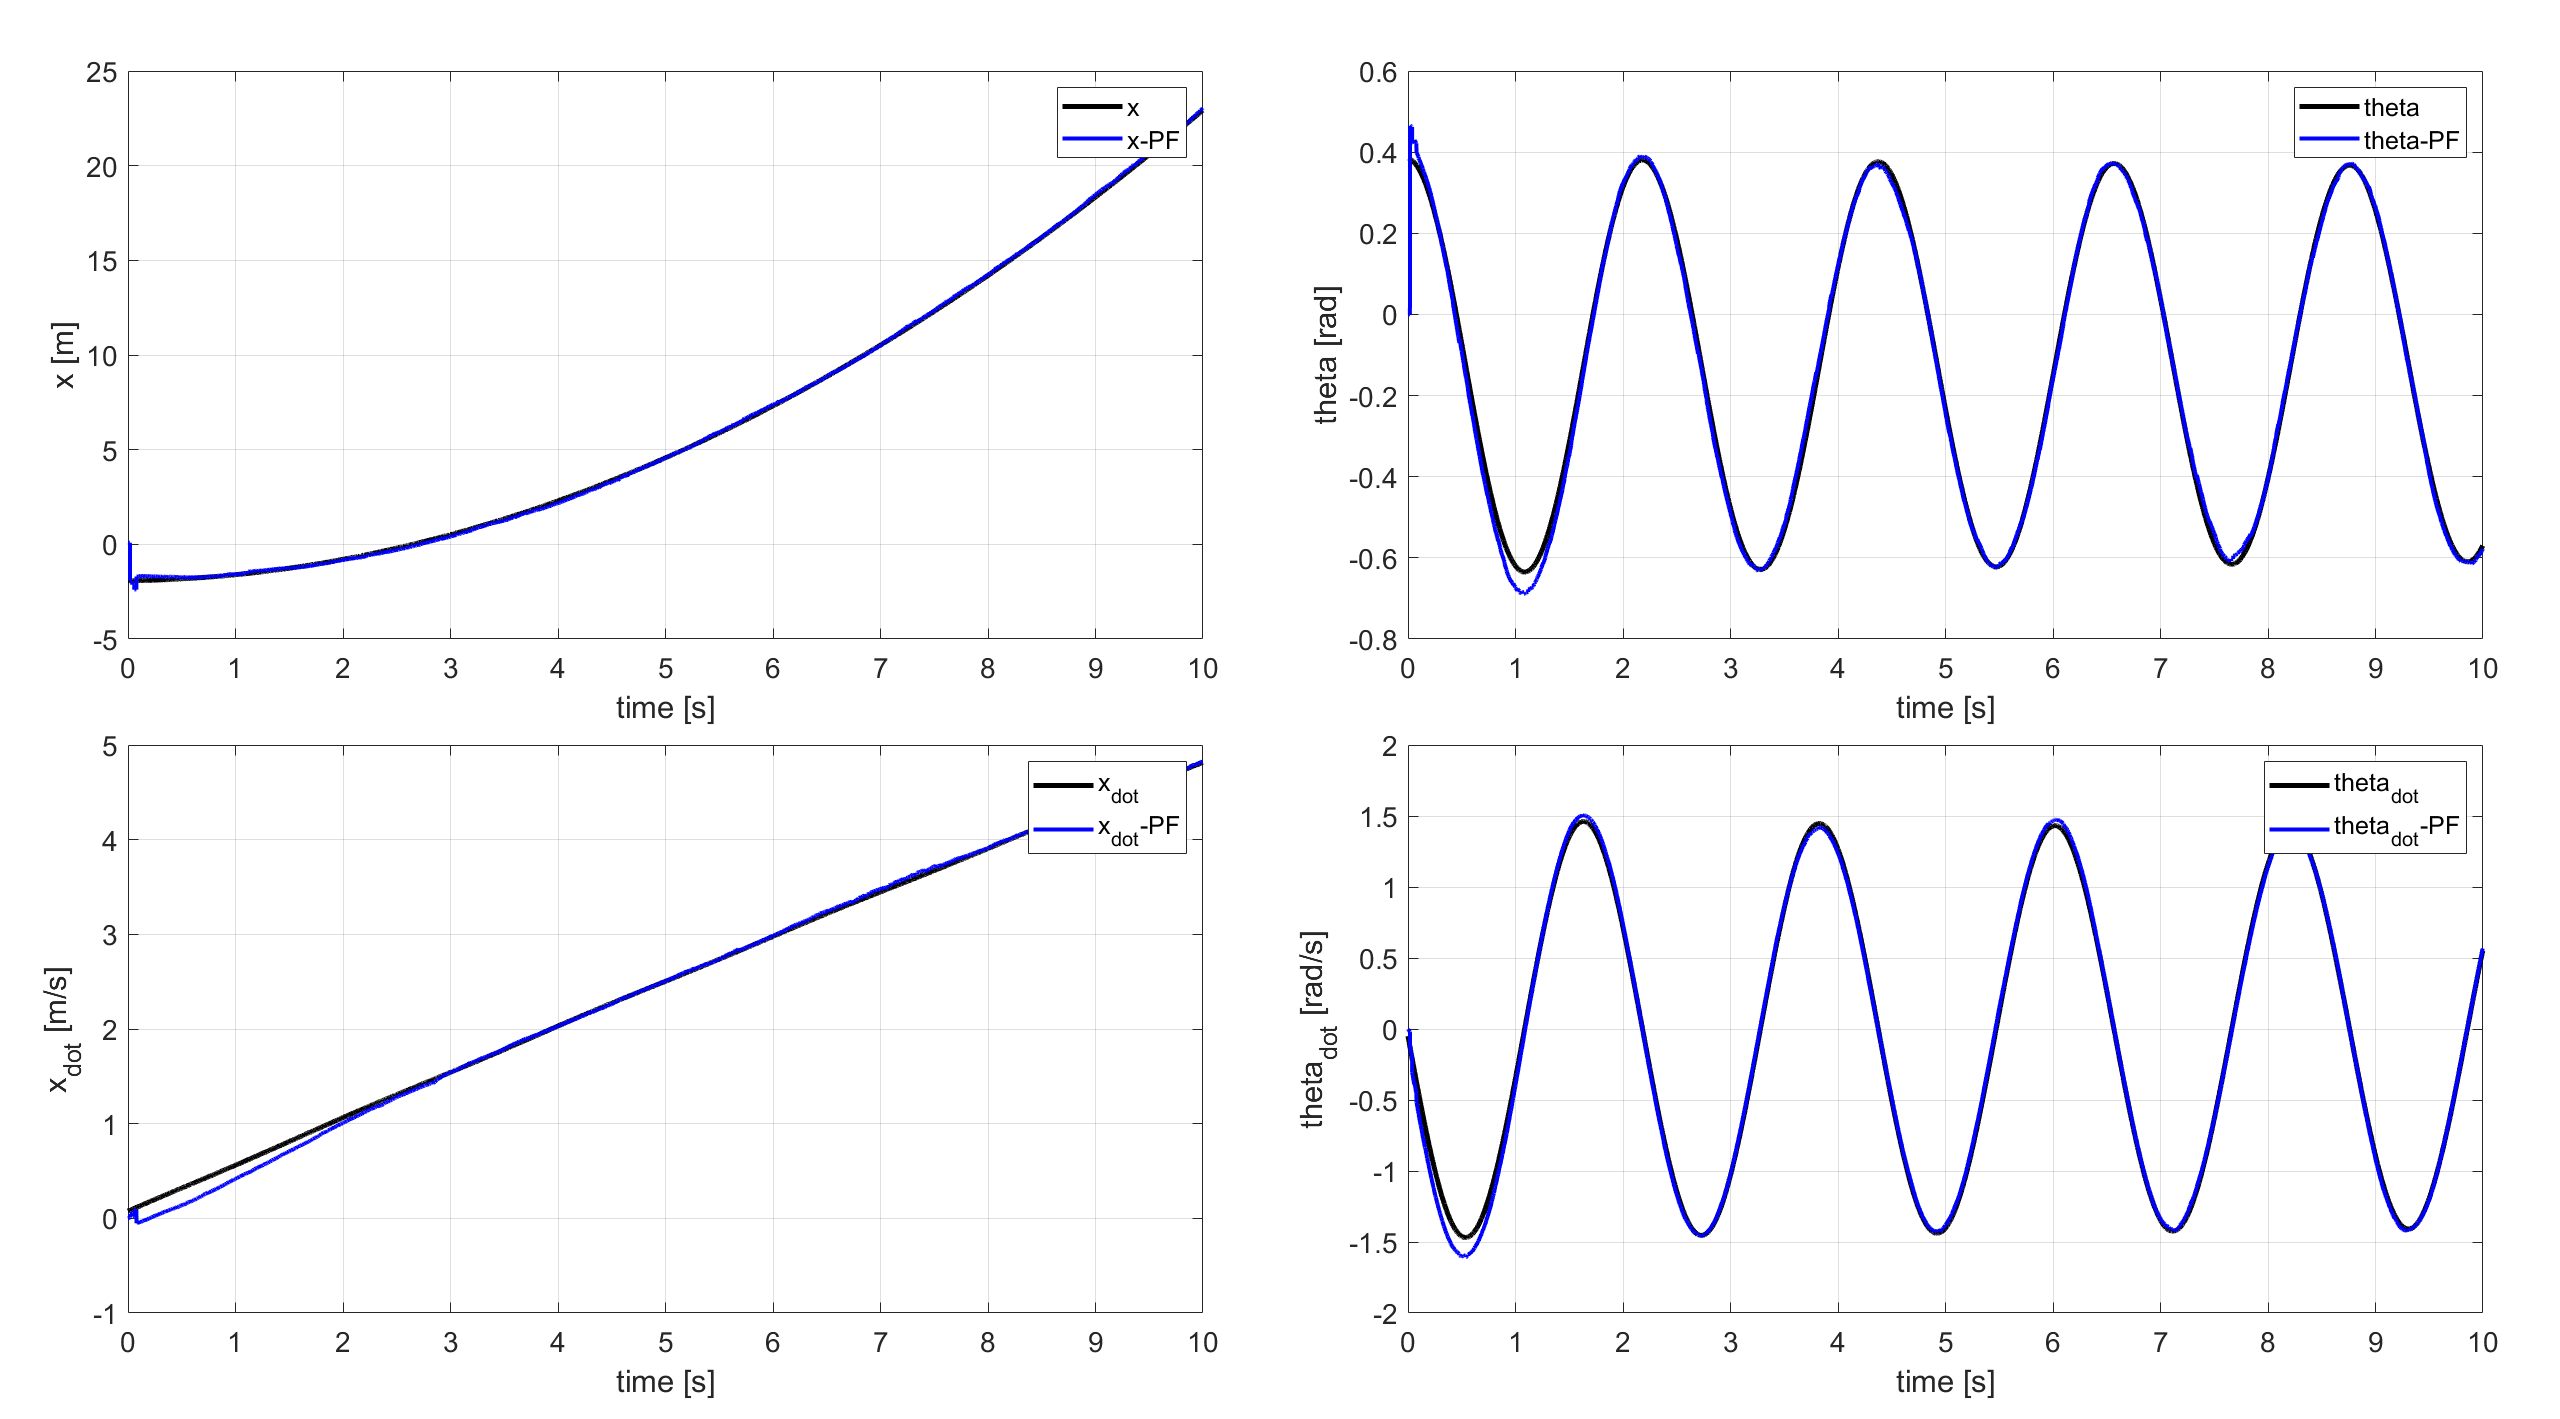 25
20
15
10
5
0
-5
x [m]
0 1 2 3 4 5 6 7 8 9 10
time [s]
x
x-PF
0.6
0.4
0.2
0
-0.2
-0.4
-0.6
-0.8
theta [rad]
0 1 2 3 4 5 6 7 8 9 10
time [s]
theta
theta-PF
5
4
3
2
1
0
-1
x_dot [m/s]
0 1 2 3 4 5 6 7 8 9 10
time [s]
x_dot
x_dot-PF
2
1.5
1
0.5
0
-0.5
-1
-1.5
-2
theta_dot [rad/s]
0 1 2 3 4 5 6 7 8 9 10
time [s]
theta_dot
theta_dot-PF